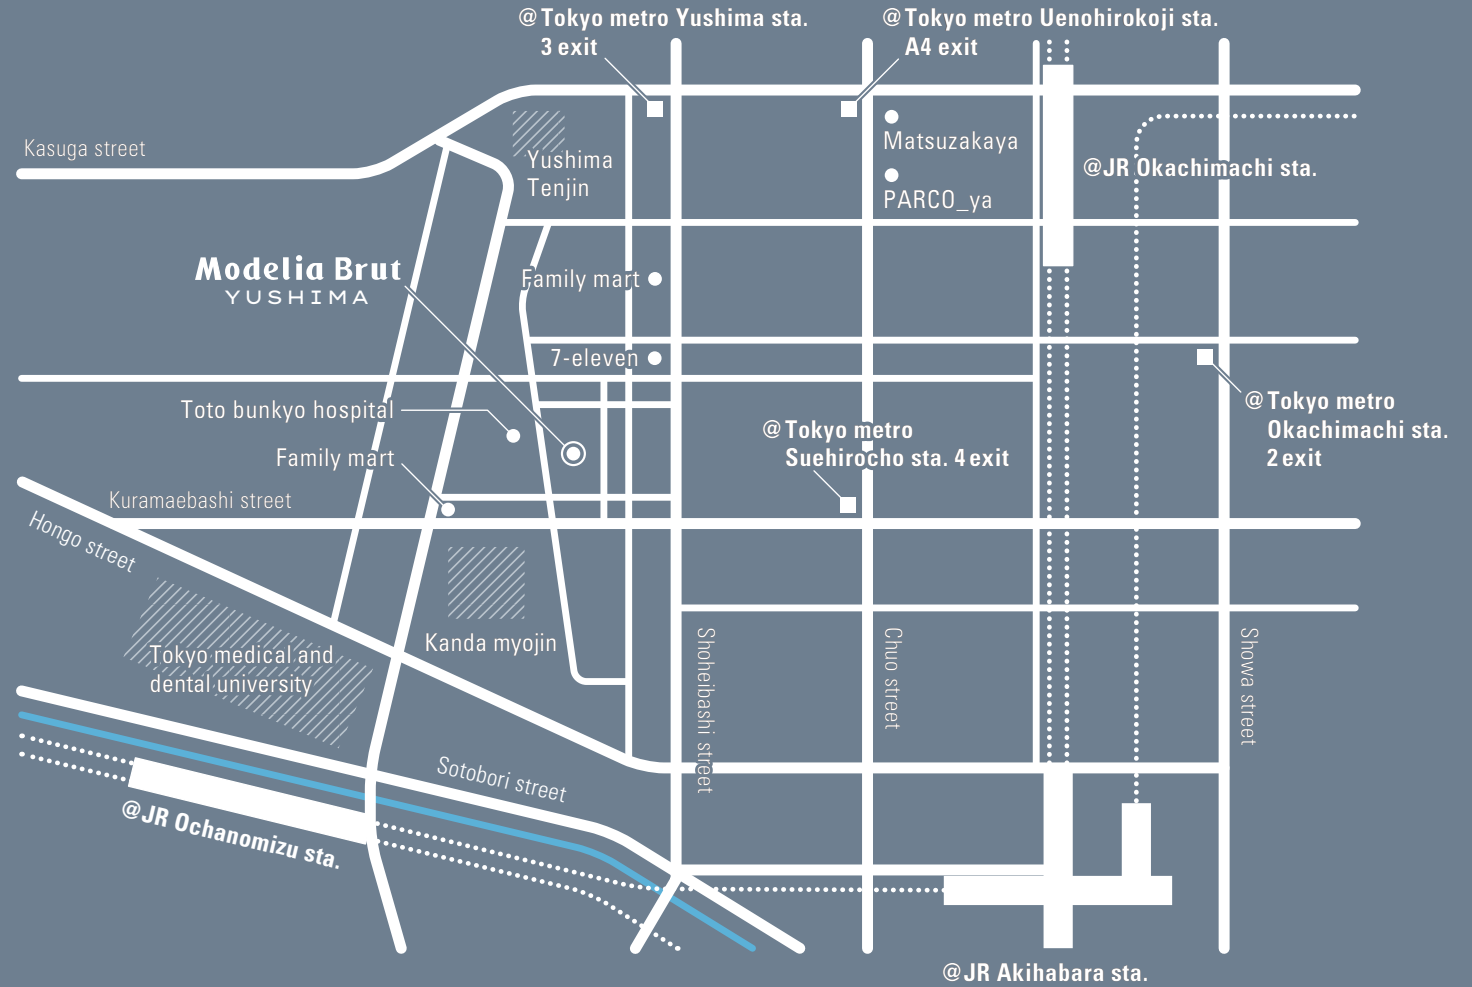 @Tokyo metro Yushima sta.
3 exit
@Tokyo metro Uenohirokoji sta.
A4 exit
Kasuga street
Yushima
Tenjin
Matsuzakaya
PARCO_ya
@JR Okachimachi sta.
Modelia Brut
YUSHIMA
Family mart
7-eleven
Toto bunkyo hospital
Family mart
@Tokyo metro
Suehirocho sta. 4 exit
@Tokyo metro
Okachimachi sta.
2 exit
Kuramaebashi street
Hongo street
Kanda myojin
Tokyo medical and
dental university
Shoheibashi street
Chuo street
Showa street
Sotobori street
@JR Ochanomizu sta.
@JR Akihabara sta.